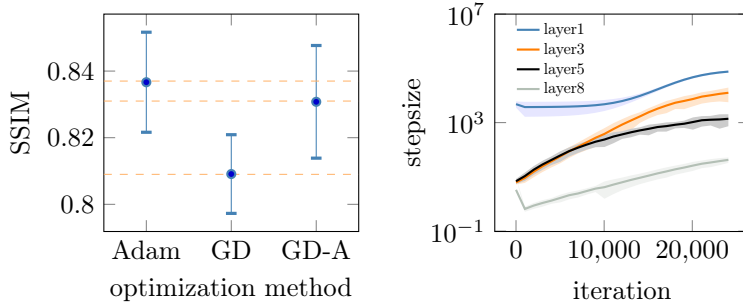 SSIM
0.84
0.82
0.8
Adam GD GD-A
optimization method
stepsize
10^7
10^3
10^−1
layer1
layer3
layer5
layer8
0 10,000 20,000
iteration